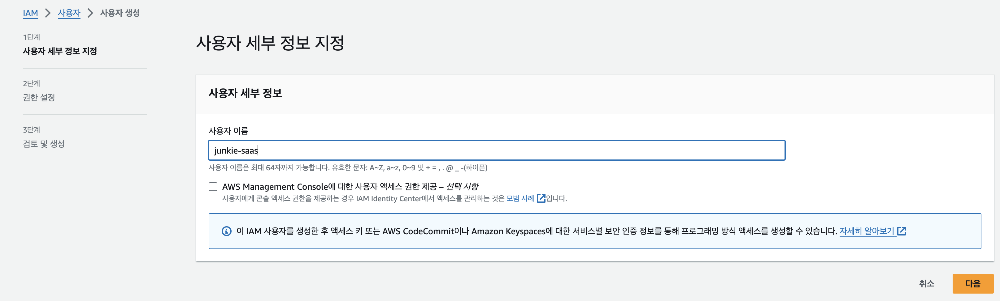 IAM > 사용자 > 사용자 생성
1단계
사용자 세부 정보 지정
2단계
권한 설정
3단계
검토 및 생성
사용자 세부 정보 지정
사용자 세부 정보
사용자 이름
junkie-saas
사용자 이름은 최대 64자까지 가능합니다. 유효한 문자: A~Z, a~z, 0~9 및 + = , . @ _ -(하이픈)
AWS Management Console에 대한 사용자 액세스 권한 제공 – 선택 사항
사용자에게 콘솔 액세스 권한을 제공하는 경우 IAM Identity Center에서 액세스를 관리하는 것은 모범 사례 입니다.
이 IAM 사용자를 생성한 후 액세스 키 또는 AWS CodeCommit이나 Amazon Keyspaces에 대한 서비스별 보안 인증 정보를 통해 프로그래밍 방식 액세스를 생성할 수 있습니다. 자세히 알아보기
취소
다음